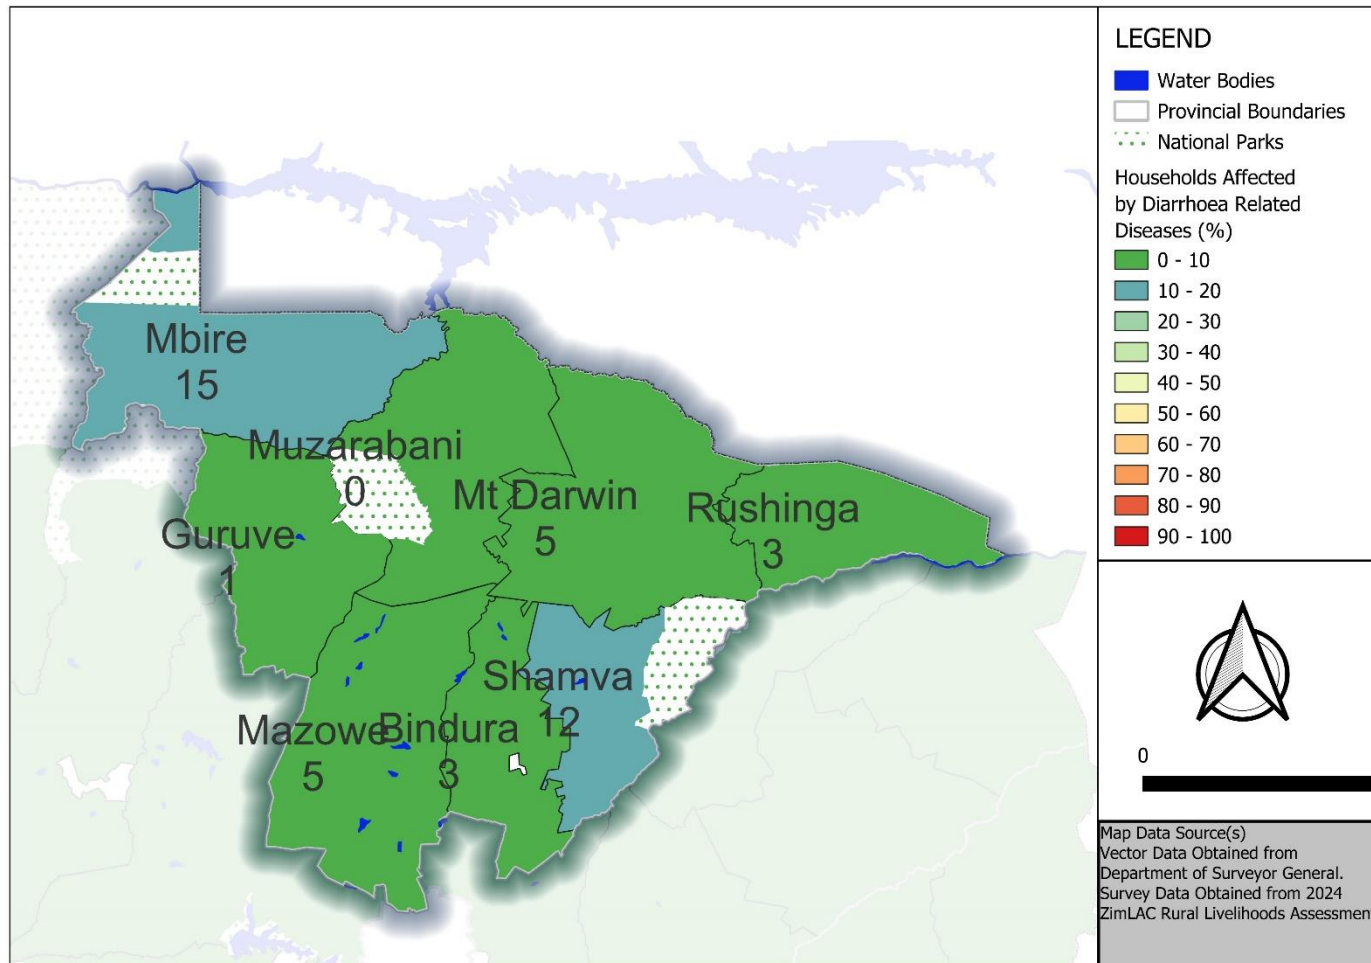 Mbire
15
Muzarabani
0
Mt Darwin
5
Rushinga
3
Guruve
1
Shamva
12
Mazowe
5
Bindura
3
LEGEND
Water Bodies
Provincial Boundaries
National Parks
Households Affected
by Diarrhoea Related
Diseases (%)
0 - 10
10 - 20
20 - 30
30 - 40
40 - 50
50 - 60
60 - 70
70 - 80
80 - 90
90 - 100
0
Map Data Source(s)
Vector Data Obtained from
Department of Surveyor General.
Survey Data Obtained from 2024
ZimLAC Rural Livelihoods Assessmen